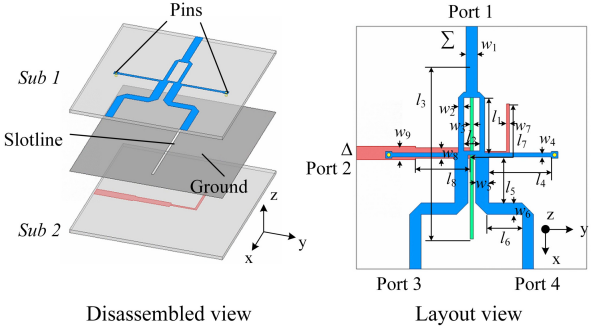 Pins
Sub 1
Slotline
Ground
Sub 2
z
y
x
Disassembled view
Port 1
Σ
w1
l3
w2
w3
l1
l2
w7
l7
w9
Δ
w8
w4
Port 2
l8
w5
l5
l4
w6
l6
z
y
x
Port 3
Port 4
Layout view